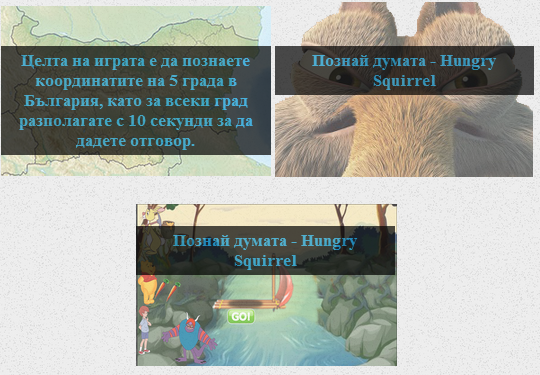 Целта на играта е да познаете
координатите на 5 града в
България, като за всеки град
разполагате с 10 секунди за да
дадете отговор.
Познай думата - Hungry
Squirrel
Познай думата - Hungry
Squirrel
GO!